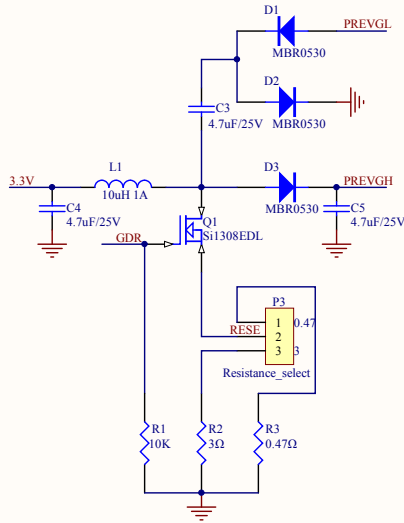 D1
PREVGL
MBR0530
D2
C3
4.7uF/25V
MBR0530
L1
D3
3.3V
PREVGH
10uH 1A
C4
4.7uF/25V
MBR0530
C5
4.7uF/25V
Q1
GDR
Si1308EDL
P3
1 0.47
RESE 2
3 3
Resistance_select
R1
10K
R2
3Ω
R3
0.47Ω